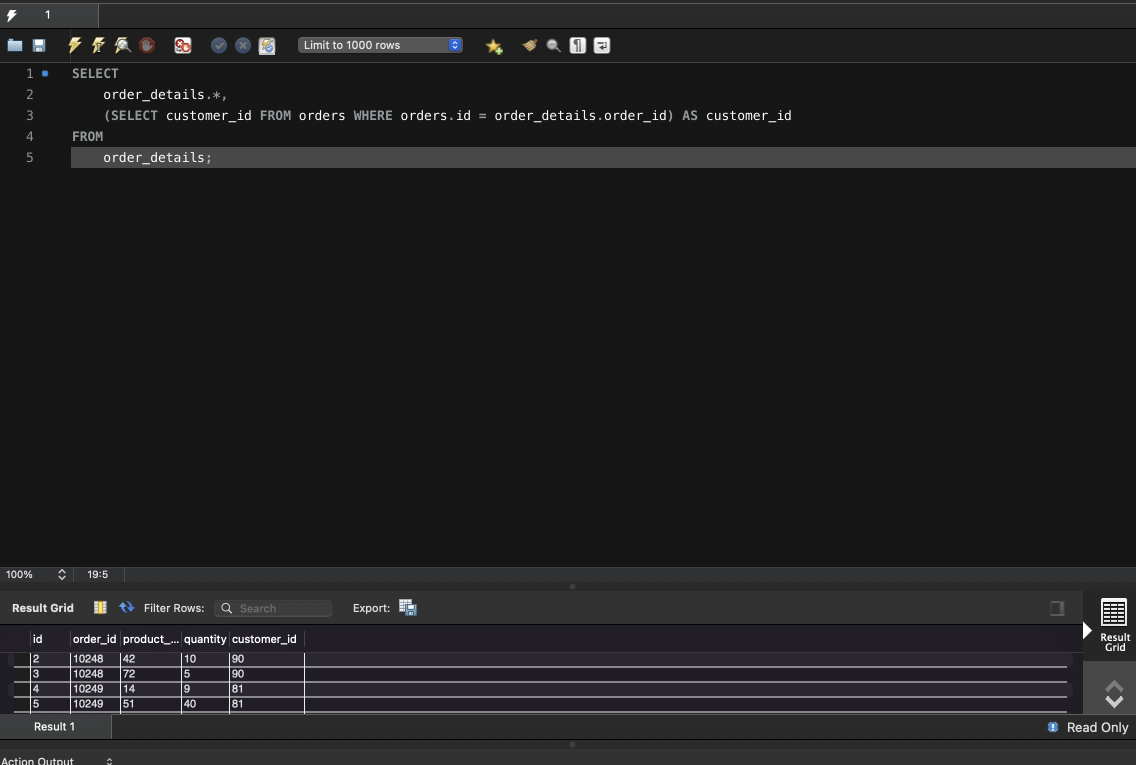 1
Limit to 1000 rows
1 SELECT
2 order_details.*,
3 (SELECT customer_id FROM orders WHERE orders.id = order_details.order_id) AS customer_id
4 FROM
5 order_details;
100% 19:5
Result Grid Filter Rows: Search Export:
id order_id product_... quantity customer_id
2 10248 42 10 90
3 10248 72 5 90
4 10249 14 9 81
5 10249 51 40 81
Result
Grid
Result 1 Read Only
Action Output